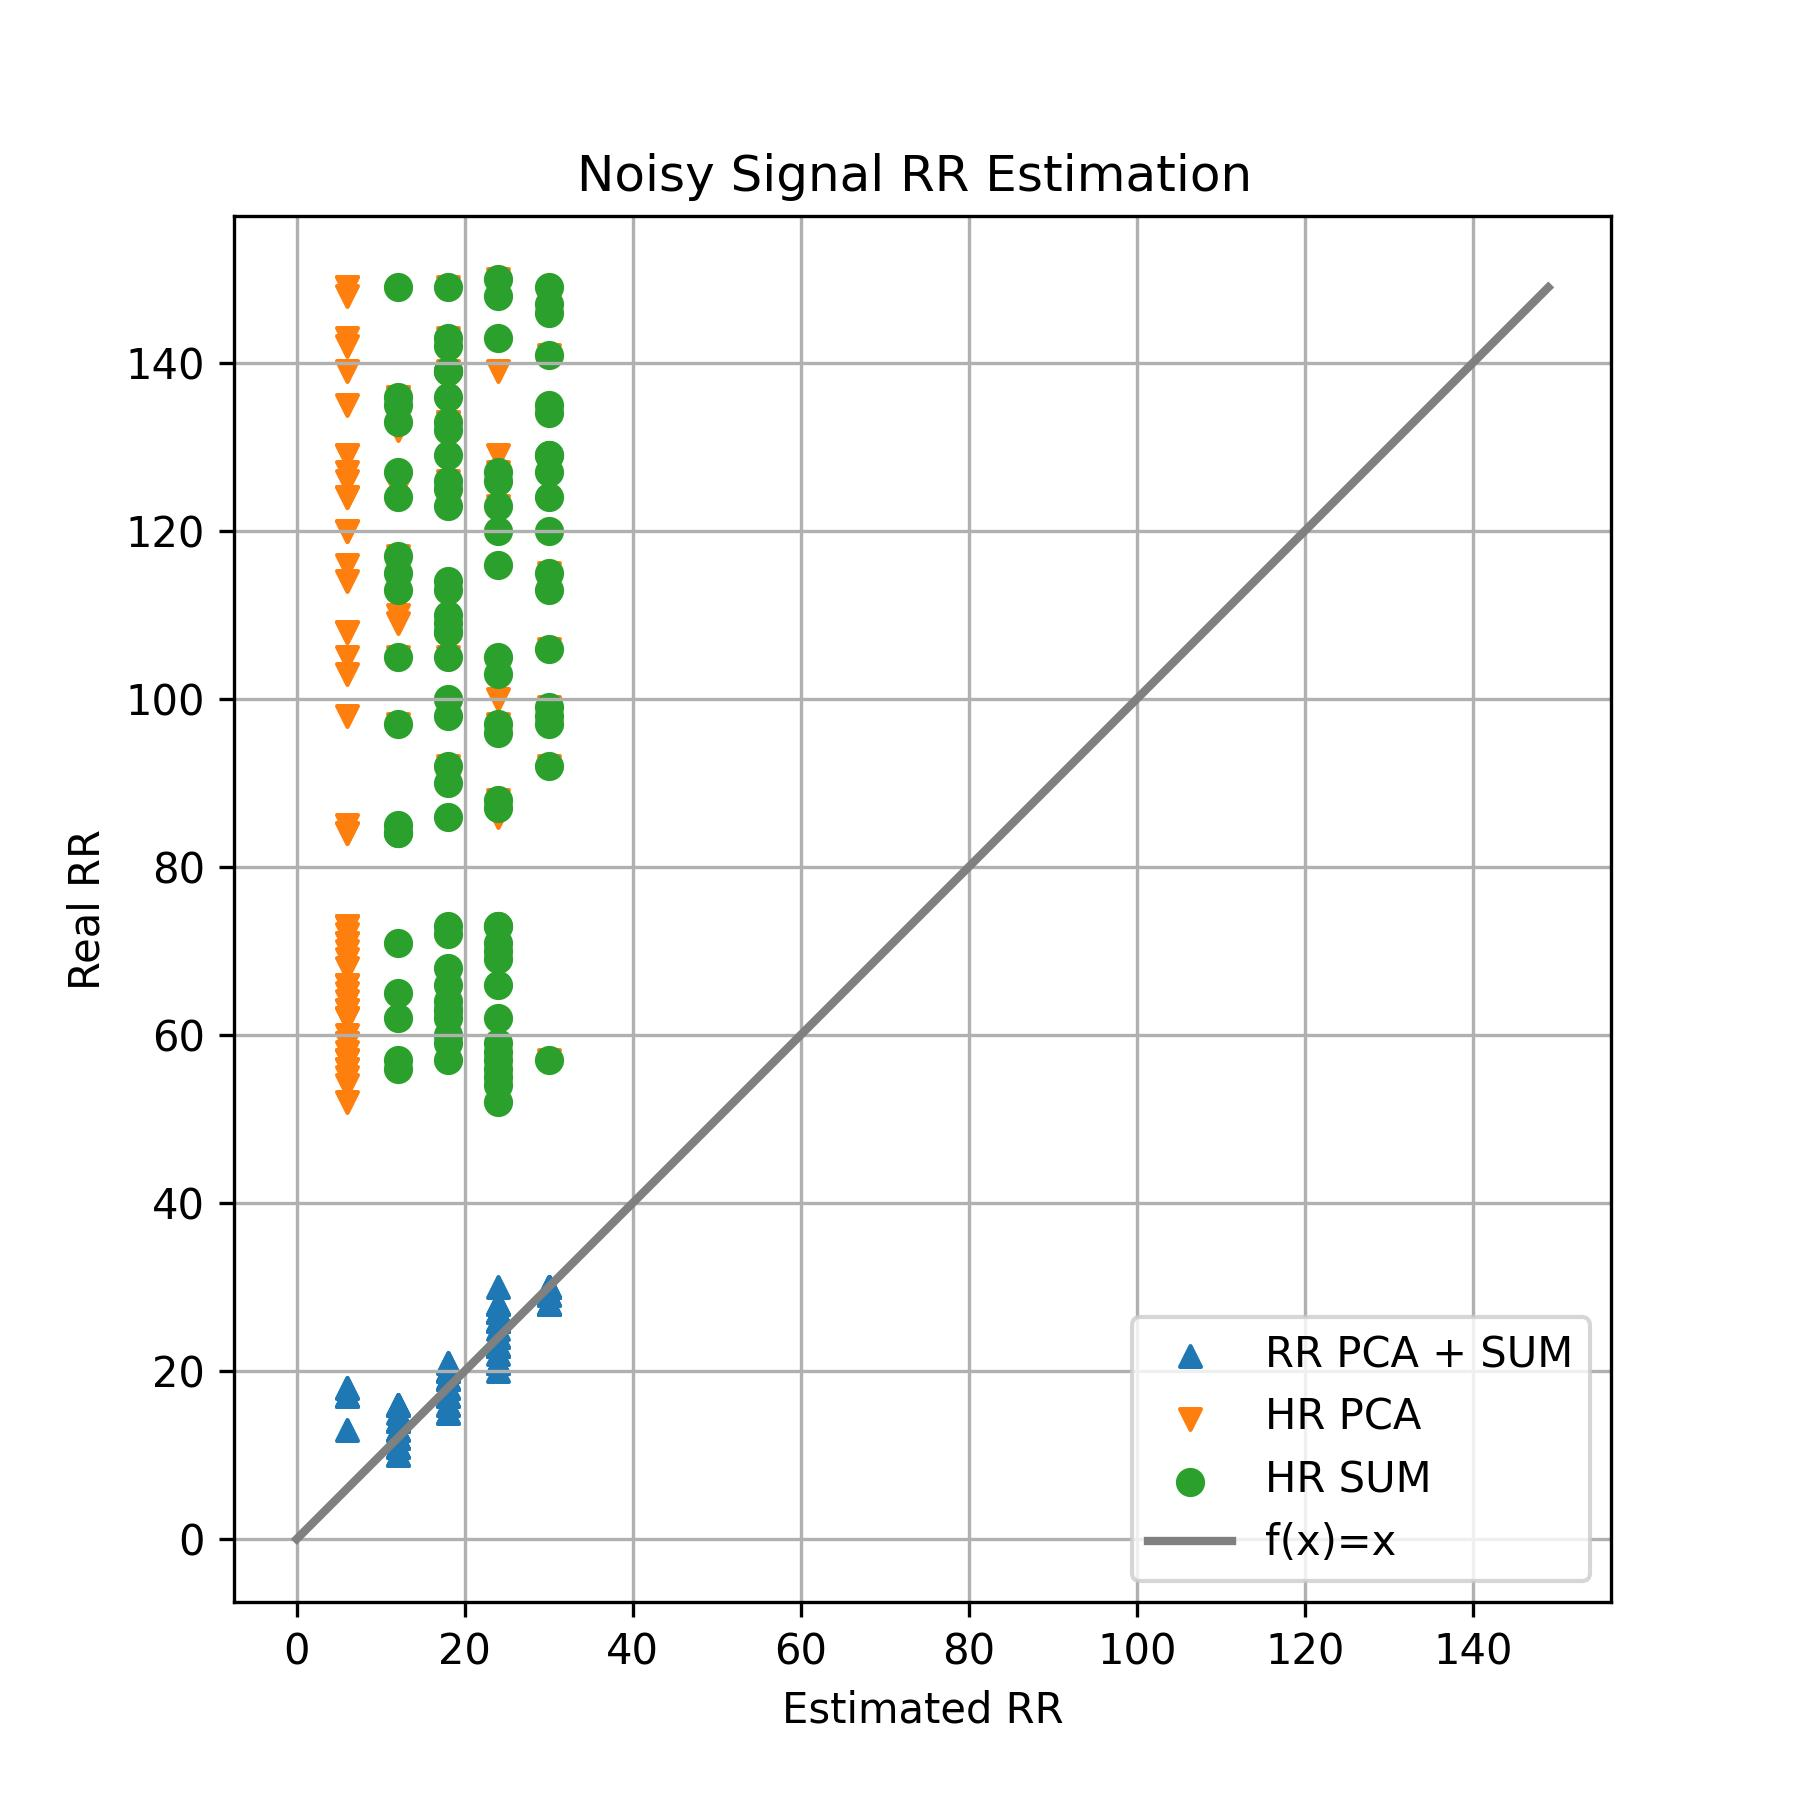 Noisy Signal RR Estimation
Real RR
140
120
100
80
60
40
20
0
0 20 40 60 80 100 120 140
Estimated RR
RR PCA + SUM
HR PCA
HR SUM
f(x)=x